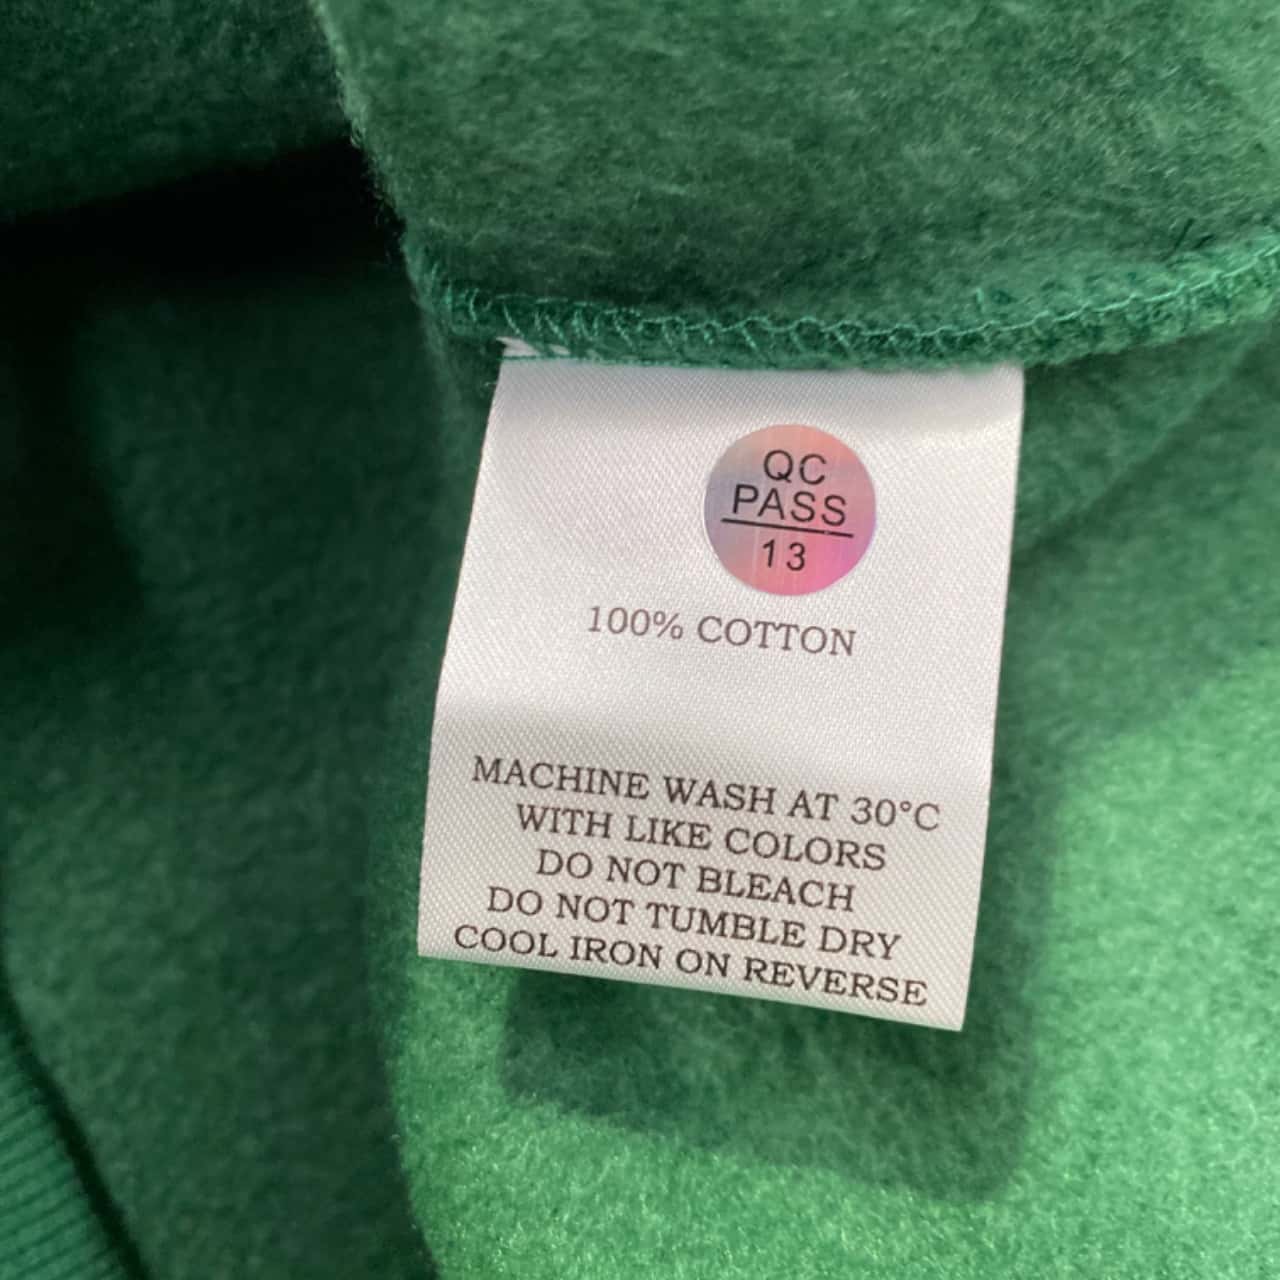 QC
PASS
13
100% COTTON
MACHINE WASH AT 30°C
WITH LIKE COLORS
DO NOT BLEACH
DO NOT TUMBLE DRY
COOL IRON ON REVERSE